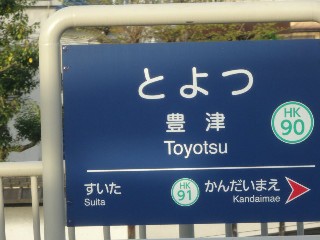 とよつ
豊津
Toyotsu
HK
90
すいた
Suita
HK
91
かんだいまえ
Kandaimae